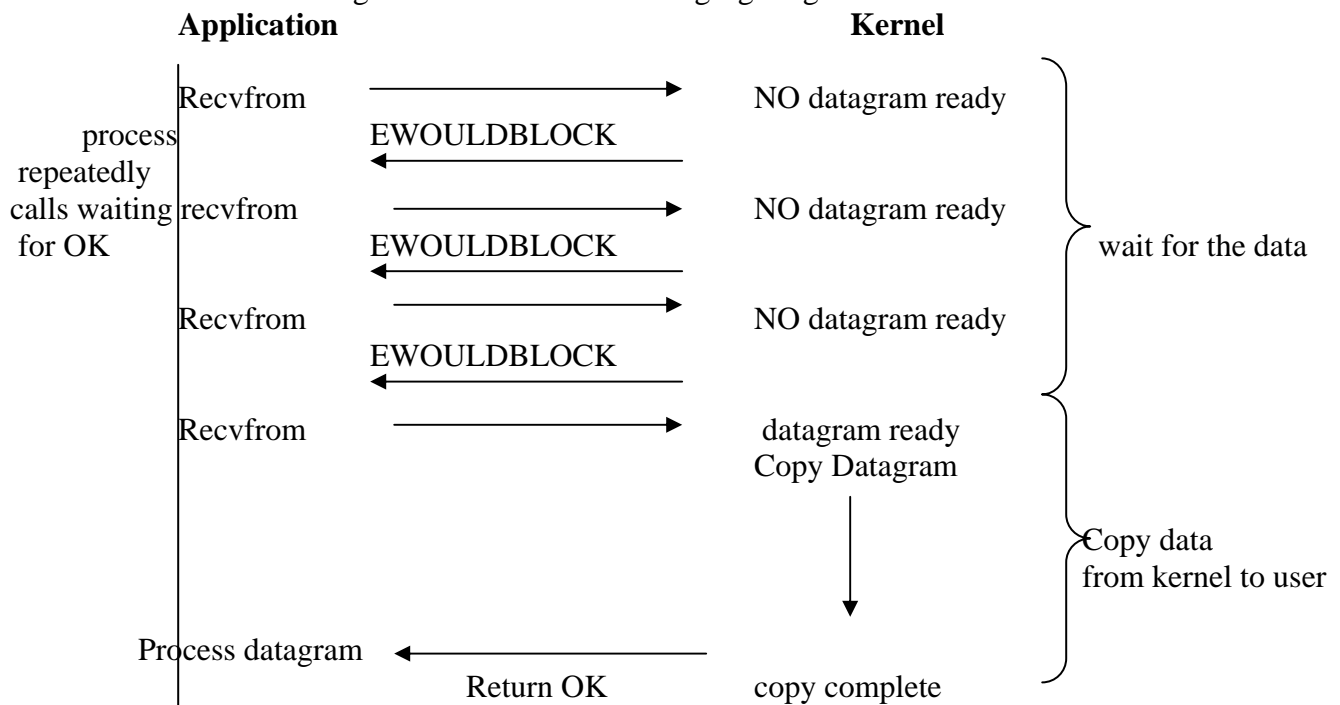 Application Kernel
Recvfrom NO datagram ready
process EWOULDBLOCK
repeatedly
calls waiting recvfrom NO datagram ready
for OK EWOULDBLOCK wait for the data
Recvfrom NO datagram ready
EWOULDBLOCK
Recvfrom datagram ready
Copy Datagram
Copy data
from kernel to user
Process datagram
Return OK copy complete